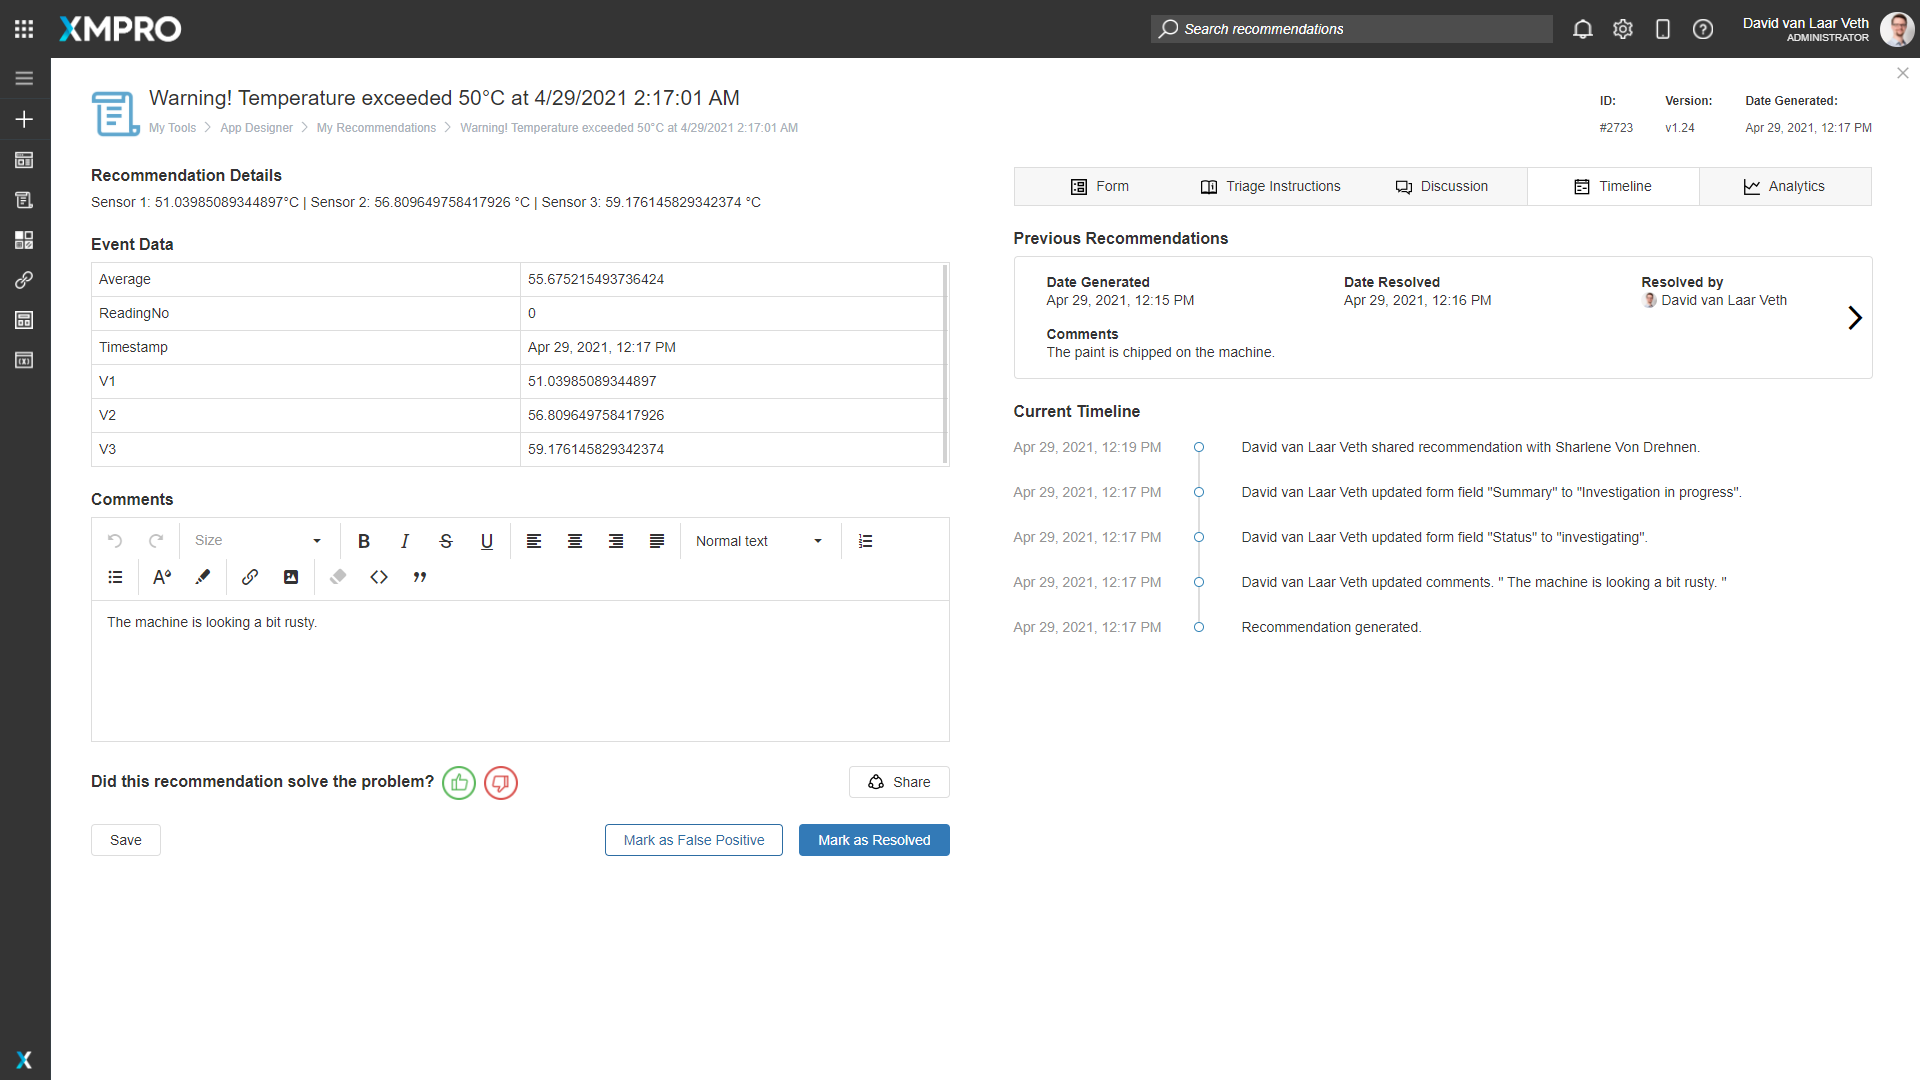 XMPRO
Search recommendations
David van Laar Veth
ADMINISTRATOR
Warning! Temperature exceeded 50°C at 4/29/2021 2:17:01 AM
My Tools > App Designer > My Recommendations > Warning! Temperature exceeded 50°C at 4/29/2021 2:17:01 AM
ID: Version: Date Generated:
#2723 v1.24 Apr 29, 2021, 12:17 PM
Recommendation Details
Sensor 1: 51.03985089344897°C | Sensor 2: 56.809649758417926 °C | Sensor 3: 59.176145829342374 °C
Event Data
Average 55.675215493736424
ReadingNo 0
Timestamp Apr 29, 2021, 12:17 PM
V1 51.03985089344897
V2 56.809649758417926
V3 59.176145829342374
Comments
Size
B I S U
Normal text
The machine is looking a bit rusty.
Did this recommendation solve the problem?
Share
Save
Mark as False Positive
Mark as Resolved
Form Triage Instructions Discussion Timeline Analytics
Previous Recommendations
Date Generated Date Resolved Resolved by
Apr 29, 2021, 12:15 PM Apr 29, 2021, 12:16 PM David van Laar Veth
Comments
The paint is chipped on the machine.
Current Timeline
Apr 29, 2021, 12:19 PM David van Laar Veth shared recommendation with Sharlene Von Drehnen.
Apr 29, 2021, 12:17 PM David van Laar Veth updated form field "Summary" to "Investigation in progress".
Apr 29, 2021, 12:17 PM David van Laar Veth updated form field "Status" to "investigating".
Apr 29, 2021, 12:17 PM David van Laar Veth updated comments. " The machine is looking a bit rusty. "
Apr 29, 2021, 12:17 PM Recommendation generated.